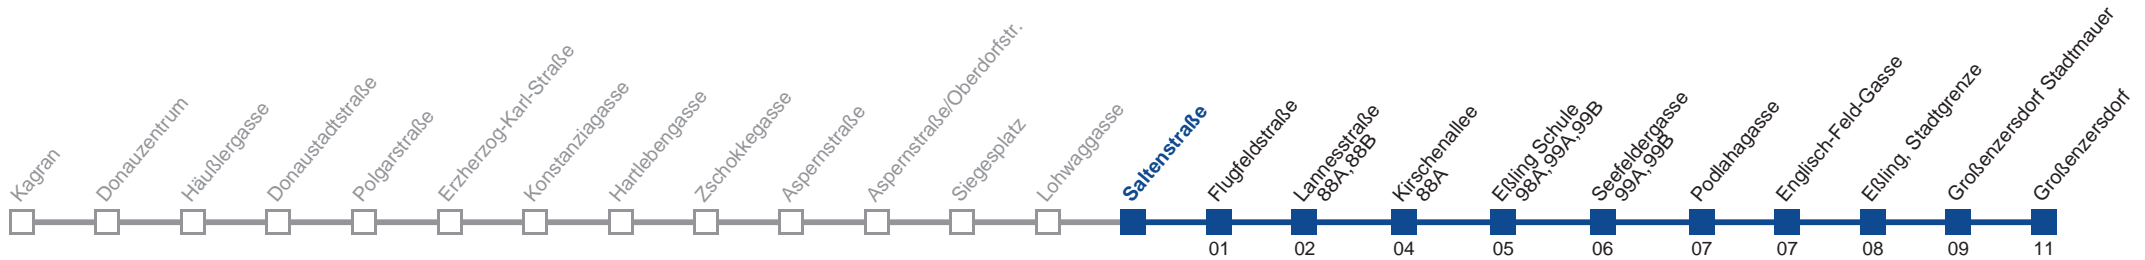 Kagran
Donauzentrum
Häußlergasse
Donaustadtstraße
Polgarstraße
Erzherzog-Karl-Straße
Konstanziagasse
Hartlebengasse
Zschokkegasse
Aspernstraße
Aspernstraße/Oberdorfstr.
Siegesplatz
Lohwaggasse
Saltenstraße
Flugfeldstraße
01
Lannesstraße
88A,88B
02
Kirschenallee
88A
04
Eßling Schule
98A,99A,99B
05
Seefeldergasse
99A,99B
06
Podlahagasse
07
Englisch-Feld-Gasse
07
Eßling, Stadtgrenze
08
Großenzersdorf Stadtmauer
09
Großenzersdorf
11